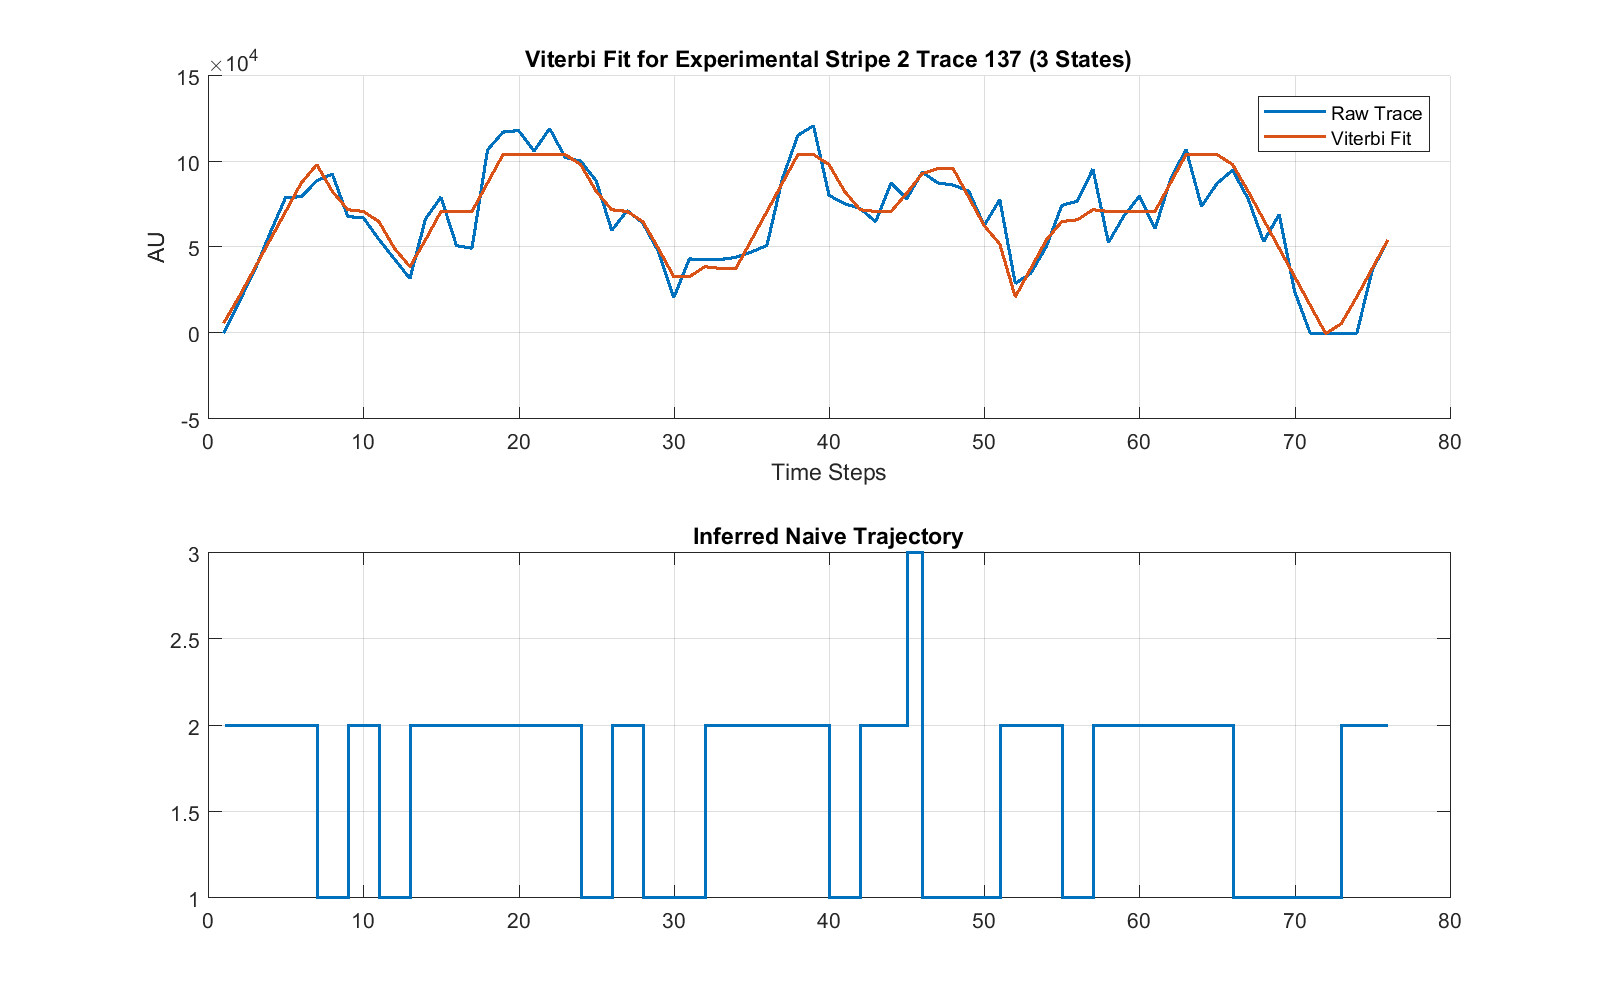 Viterbi Fit for Experimental Stripe 2 Trace 137 (3 States)
×10⁴
15
10
5
0
-5
AU
Raw Trace
Viterbi Fit
0 10 20 30 40 50 60 70 80
Time Steps
Inferred Naive Trajectory
3
2.5
2
1.5
1
0 10 20 30 40 50 60 70 80